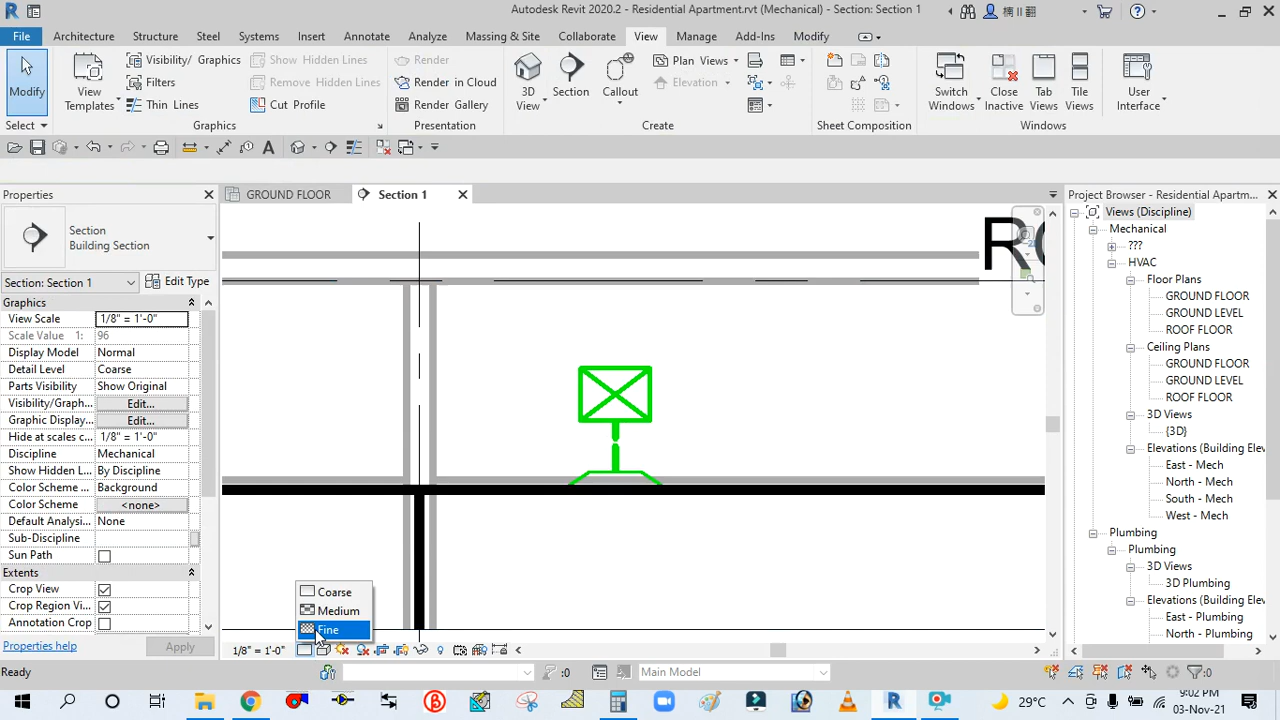 Autodesk Revit 2020.2 - Residential Apartment.rvt (Mechanical) - Section: Section 1
File Architecture Structure Steel Systems Insert Annotate Analyze Massing & Site Collaborate View Manage Add-Ins Modify
Modify
Select
View Templates
Visibility/ Graphics
Filters
Thin Lines
Show Hidden Lines
Remove Hidden Lines
Cut Profile
Graphics
Render
Render in Cloud
Render Gallery
Presentation
3D View
Section
Callout
Plan Views
Elevation
Create
Sheet Composition
Switch Windows
Close Inactive
Tab Views
Tile Views
Windows
User Interface
Properties
Section
Building Section
Section: Section 1 Edit Type
Graphics
View Scale 1/8" = 1'-0"
Scale Value 1: 96
Display Model Normal
Detail Level Coarse
Parts Visibility Show Original
Visibility/Graph... Edit...
Graphic Display... Edit...
Hide at scales c... 1/8" = 1'-0"
Discipline Mechanical
Show Hidden L... By Discipline
Color Scheme ... Background
Color Scheme <none>
Default Analysi... None
Sub-Discipline
Sun Path
Extents
Crop View
Crop Region Vi...
Annotation Crop
Properties help Apply
GROUND FLOOR Section 1
Coarse
Medium
Fine
1/8" = 1'-0"
Project Browser - Residential Apartm...
Views (Discipline)
Mechanical
???
HVAC
Floor Plans
GROUND FLOOR
GROUND LEVEL
ROOF FLOOR
Ceiling Plans
GROUND FLOOR
GROUND LEVEL
ROOF FLOOR
3D Views
{3D}
Elevations (Building Elev
East - Mech
North - Mech
South - Mech
West - Mech
Plumbing
Plumbing
3D Views
3D Plumbing
Elevations (Building Elev
East - Plumbing
North - Plumbing
Ready :0 Main Model :0
29°C
9:02 PM
03-Nov-21